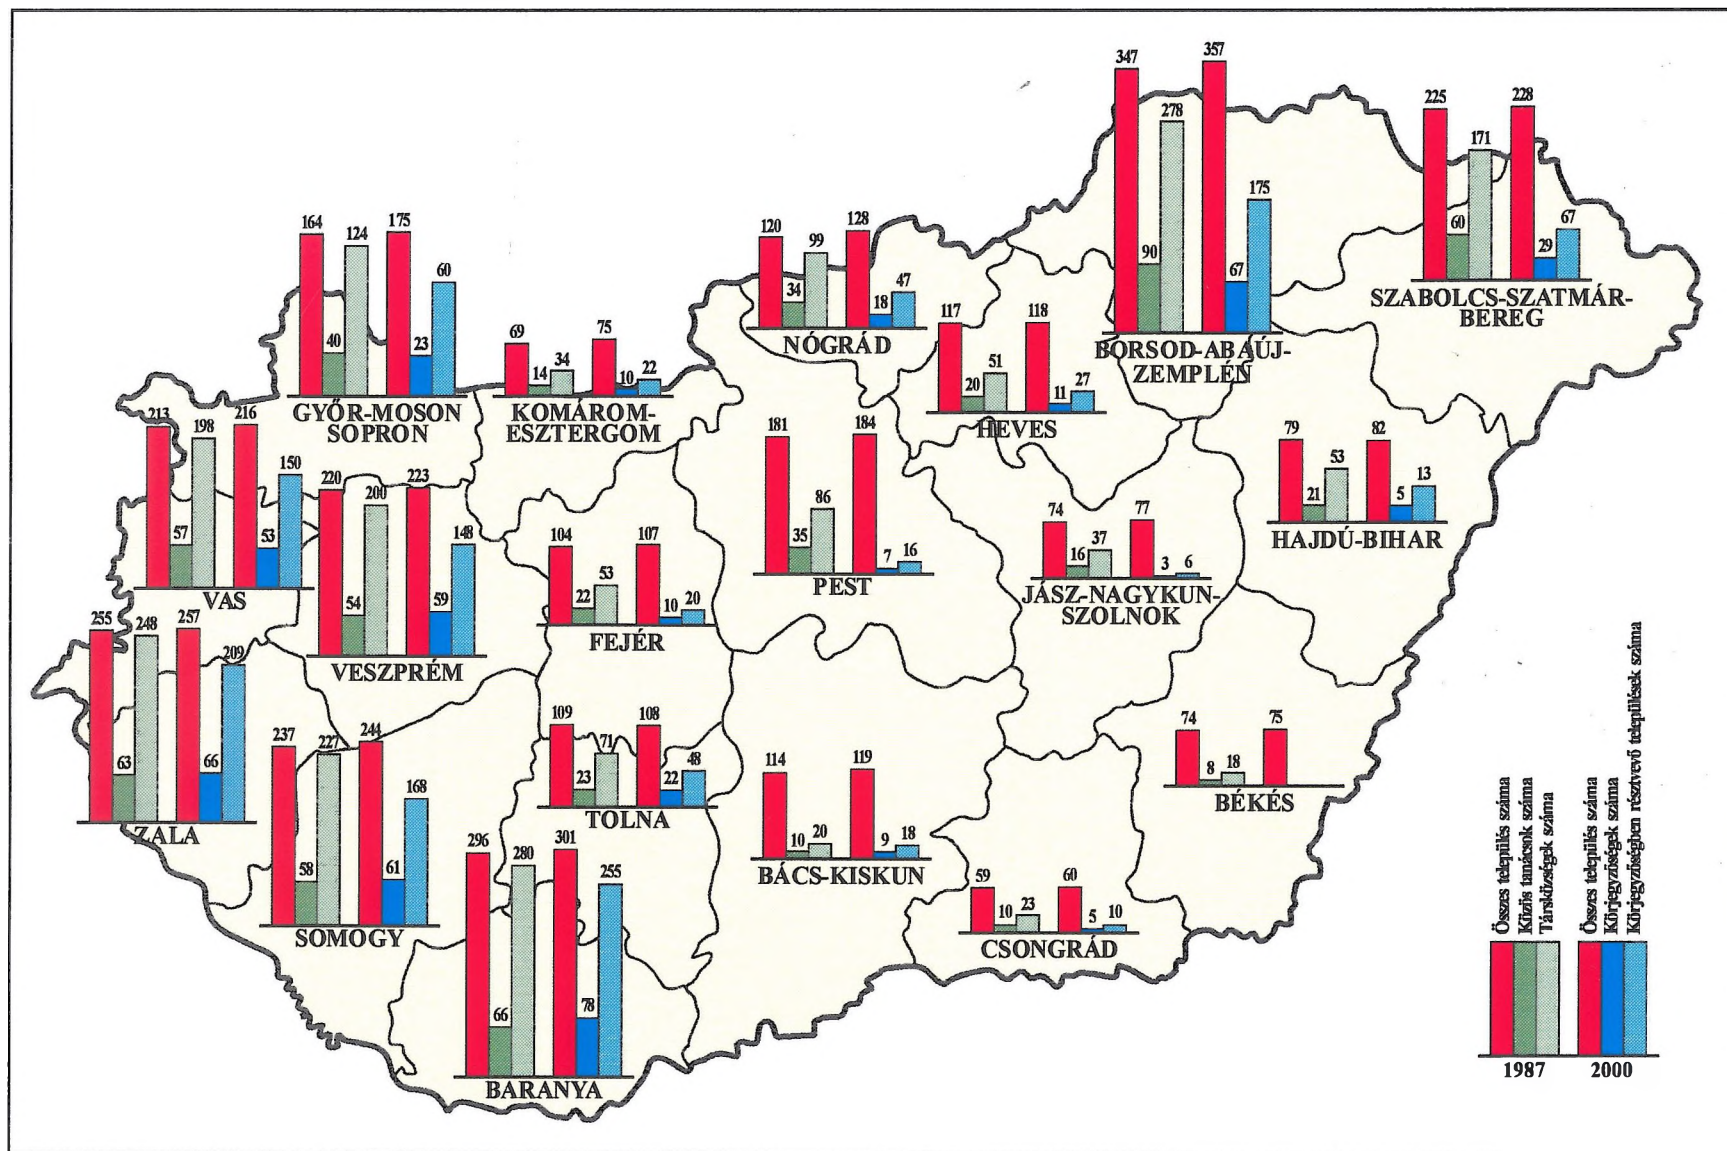 347 357
278
90
67
175
BORSOD-ABAÚJ-
ZEMPLÉN
225 228
171
60
29
67
SZABOLCS-SZATMÁR-
BEREG
164 175
124
40
23
60
GYŐR-MOSON
SOPRON
69 75
14 34 10 22
KOMÁROM-
ESZTERGOM
120 128
34 99 18 47
NÓGRÁD
117 118
20 51 11 27
HEVES
213 216
198
57
53
150
VAS
220 223
200
54
59
148
VESZPRÉM
104 107
22 53 10 20
FEJÉR
181 184
35 86 7 16
PEST
74 77
16 37 3 6
JÁSZ-NAGYKUN-
SZOLNOK
79 82
21 53 5 13
HAJDÚ-BIHAR
255 257
248
63
66
209
ZALA
237 244
227
58
61
168
SOMOGY
109 108
23 71 22 48
TOLNA
296 301
280
66
78
255
BARANYA
114 119
10 20 9 18
BÁCS-KISKUN
59 60
10 23 5 10
CSONGRÁD
74 75
8 18
BÉKÉS
Összes település száma
Közös tanácsok száma
Társközségek száma
Összes település száma
Körjegyzőségek száma
Körjegyzőségben résztvevő települések száma
1987 2000